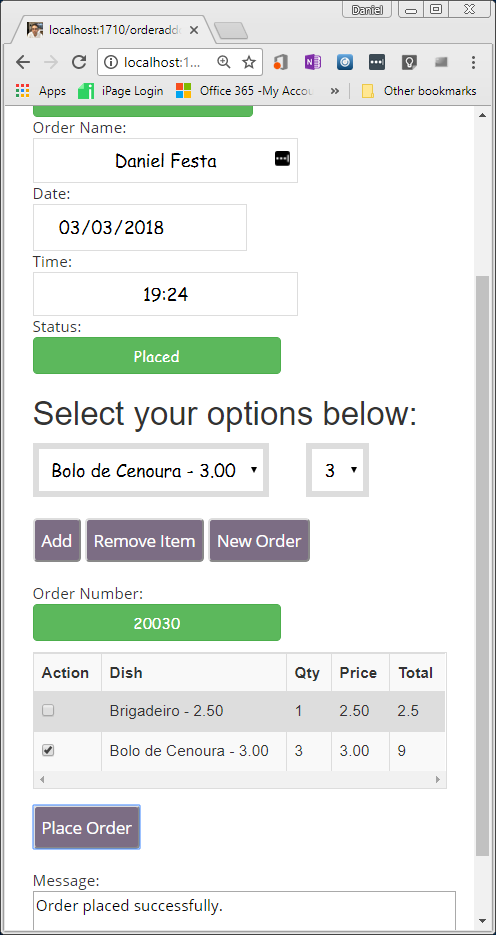 Daniel
localhost:1710/orderadd
localhost:1...
Apps
iPage Login
Office 365 -My Accou
»
Other bookmarks
Order Name:
Daniel Festa
Date:
03/03/2018
Time:
19:24
Status:
Placed
Select your options below:
Bolo de Cenoura - 3.00 3
Add Remove Item New Order
Order Number:
20030
Action Dish Qty Price Total
Brigadeiro - 2.50 1 2.50 2.5
Bolo de Cenoura - 3.00 3 3.00 9
Place Order
Message:
Order placed successfully.